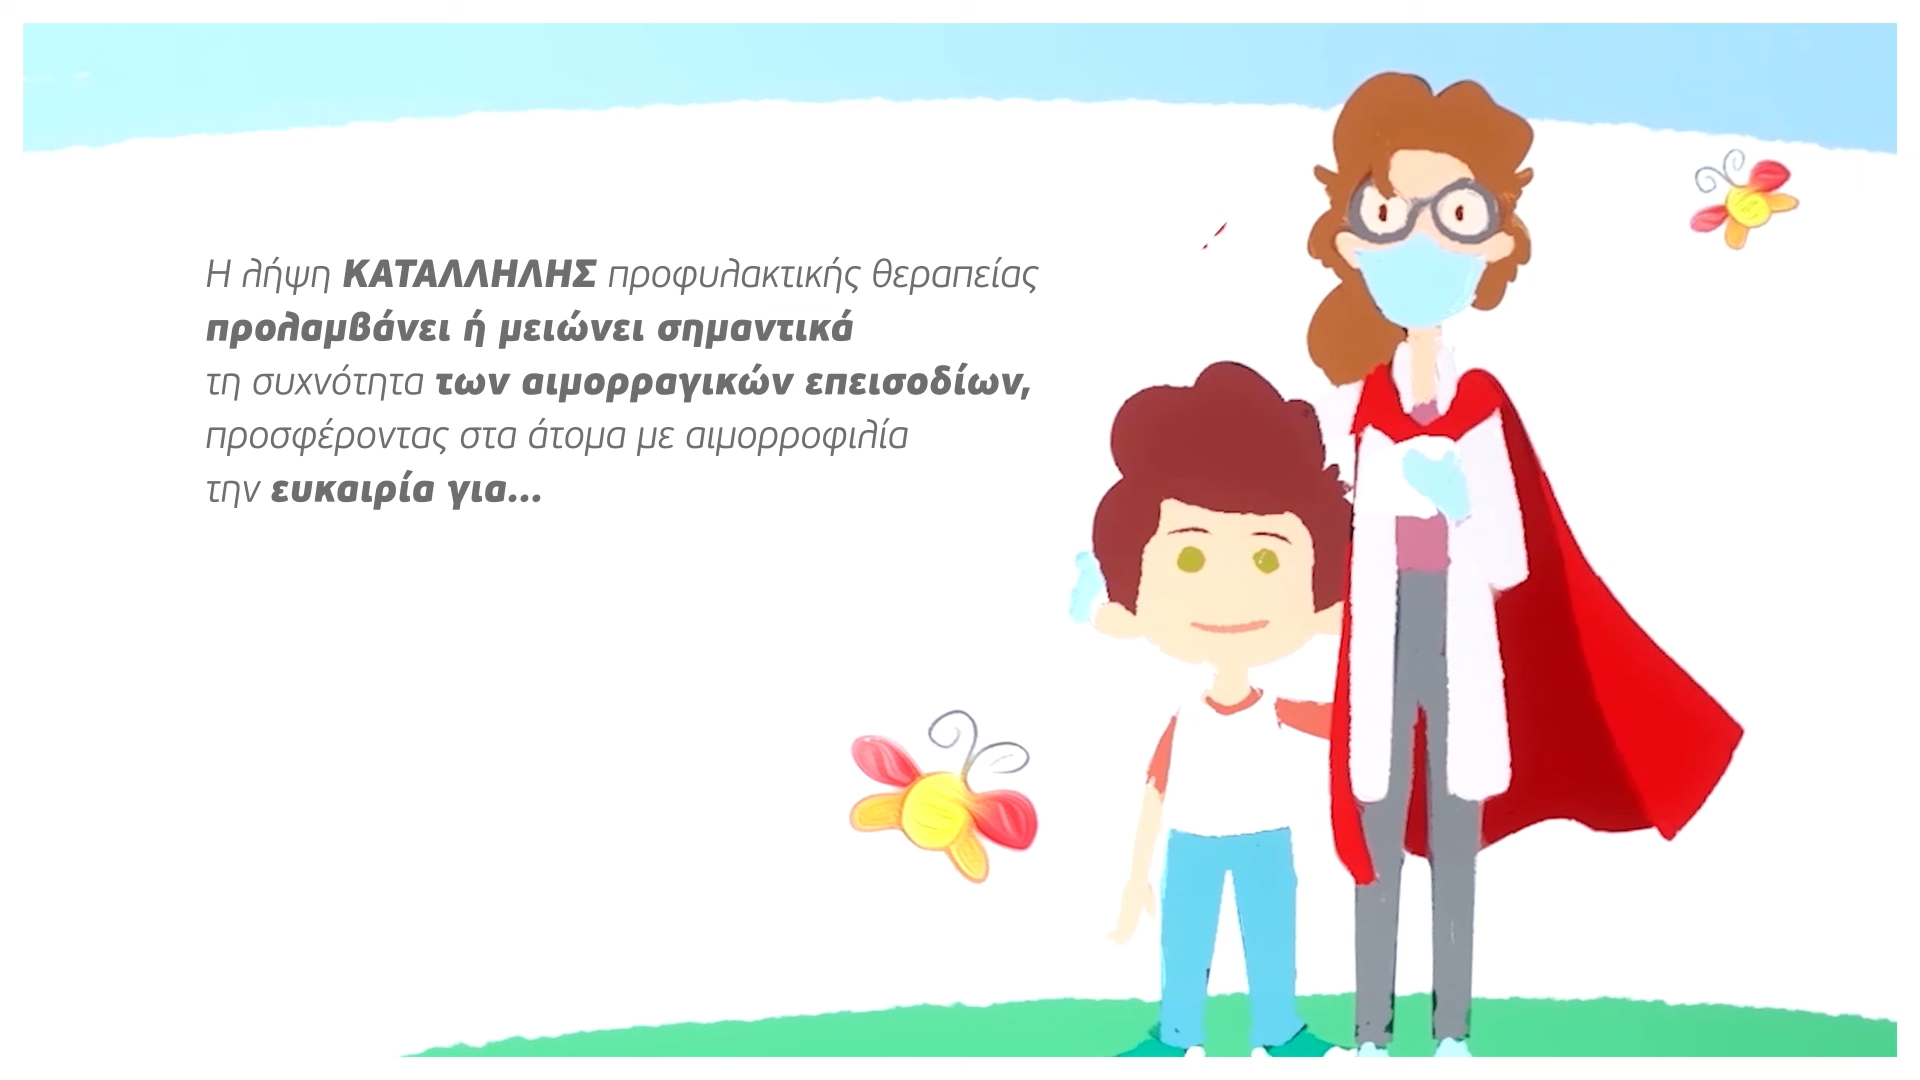 Η λήψη ΚΑΤΑΛΛΗΛΗΣ προφυλακτικής θεραπείας
προλαμβάνει ή μειώνει σημαντικά
τη συχνότητα των αιμορραγικών επεισοδίων,
προσφέροντας στα άτομα με αιμορροφιλία
την ευκαιρία για...